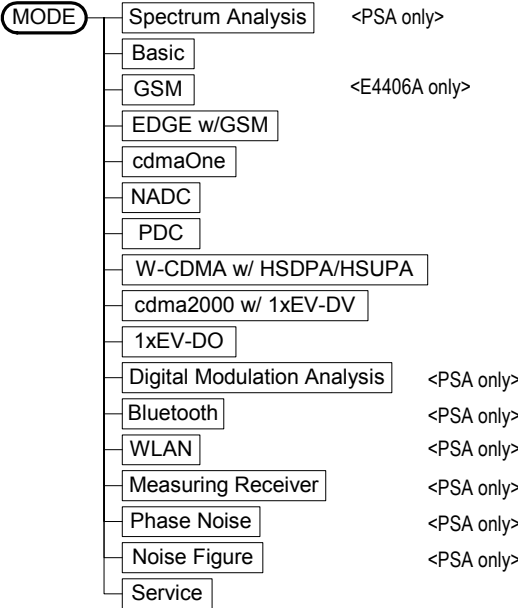 MODE Spectrum Analysis <PSA only>
Basic
GSM <E4406A only>
EDGE w/GSM
cdmaOne
NADC
PDC
W-CDMA w/ HSDPA/HSUPA
cdma2000 w/ 1xEV-DV
1xEV-DO
Digital Modulation Analysis <PSA only>
Bluetooth <PSA only>
WLAN <PSA only>
Measuring Receiver <PSA only>
Phase Noise <PSA only>
Noise Figure <PSA only>
Service